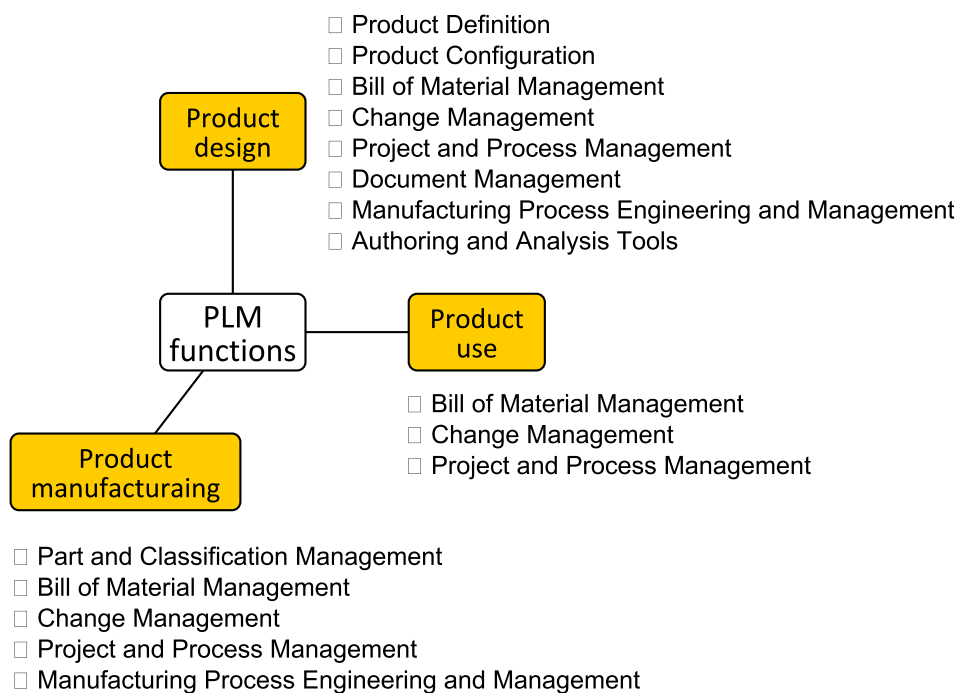 Product
design
□ Product Definition
□ Product Configuration
□ Bill of Material Management
□ Change Management
□ Project and Process Management
□ Document Management
□ Manufacturing Process Engineering and Management
□ Authoring and Analysis Tools
PLM
functions
Product
use
□ Bill of Material Management
□ Change Management
□ Project and Process Management
Product
manufacturaing
□ Part and Classification Management
□ Bill of Material Management
□ Change Management
□ Project and Process Management
□ Manufacturing Process Engineering and Management